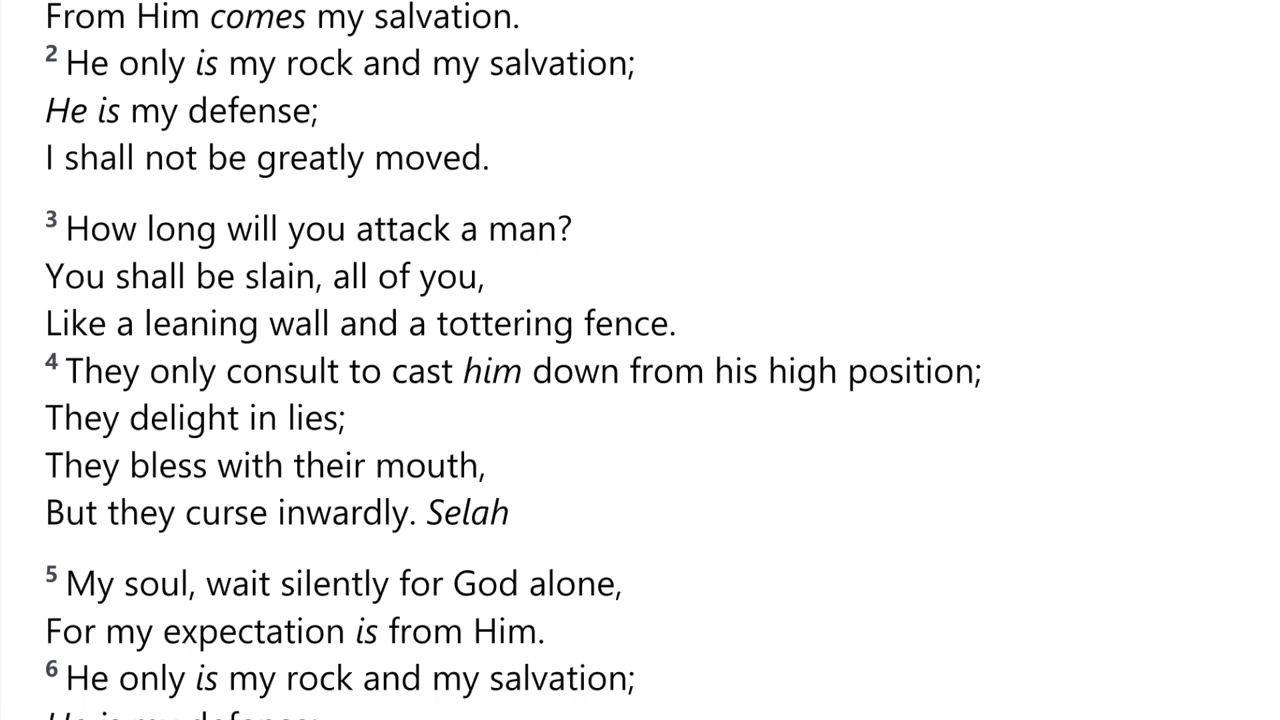 From Him comes my salvation.
2 He only is my rock and my salvation;
He is my defense;
I shall not be greatly moved.
3 How long will you attack a man?
You shall be slain, all of you,
Like a leaning wall and a tottering fence.
4 They only consult to cast him down from his high position;
They delight in lies;
They bless with their mouth,
But they curse inwardly. Selah
5 My soul, wait silently for God alone,
For my expectation is from Him.
6 He only is my rock and my salvation;
He is my defense;